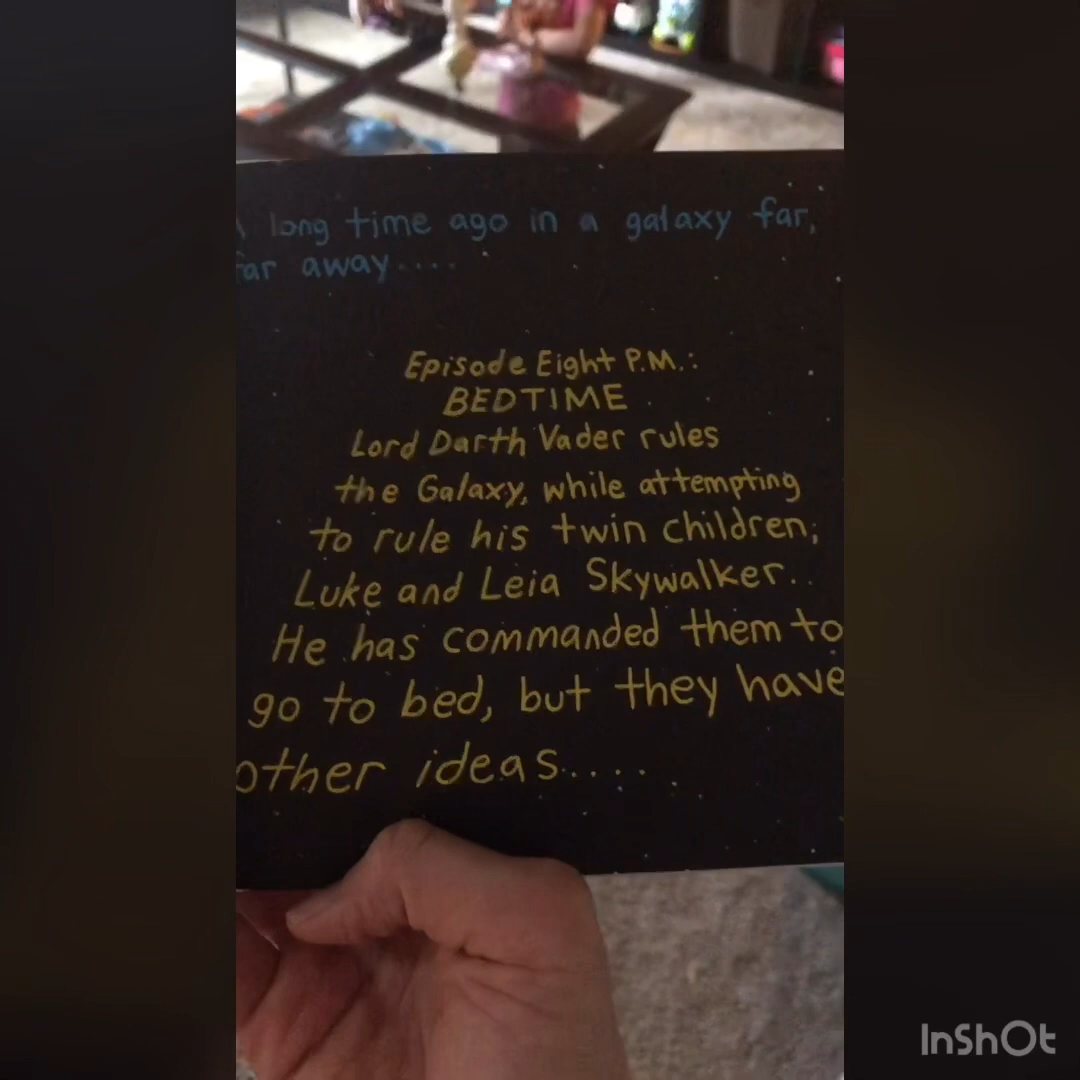 A long time ago in a galaxy far,
far away....
Episode Eight P.M.:
BEDTIME
Lord Darth Vader rules
the Galaxy, while attempting
to rule his twin children,
Luke and Leia Skywalker..
He has commanded them to
go to bed, but they have
other ideas.....
InShOt